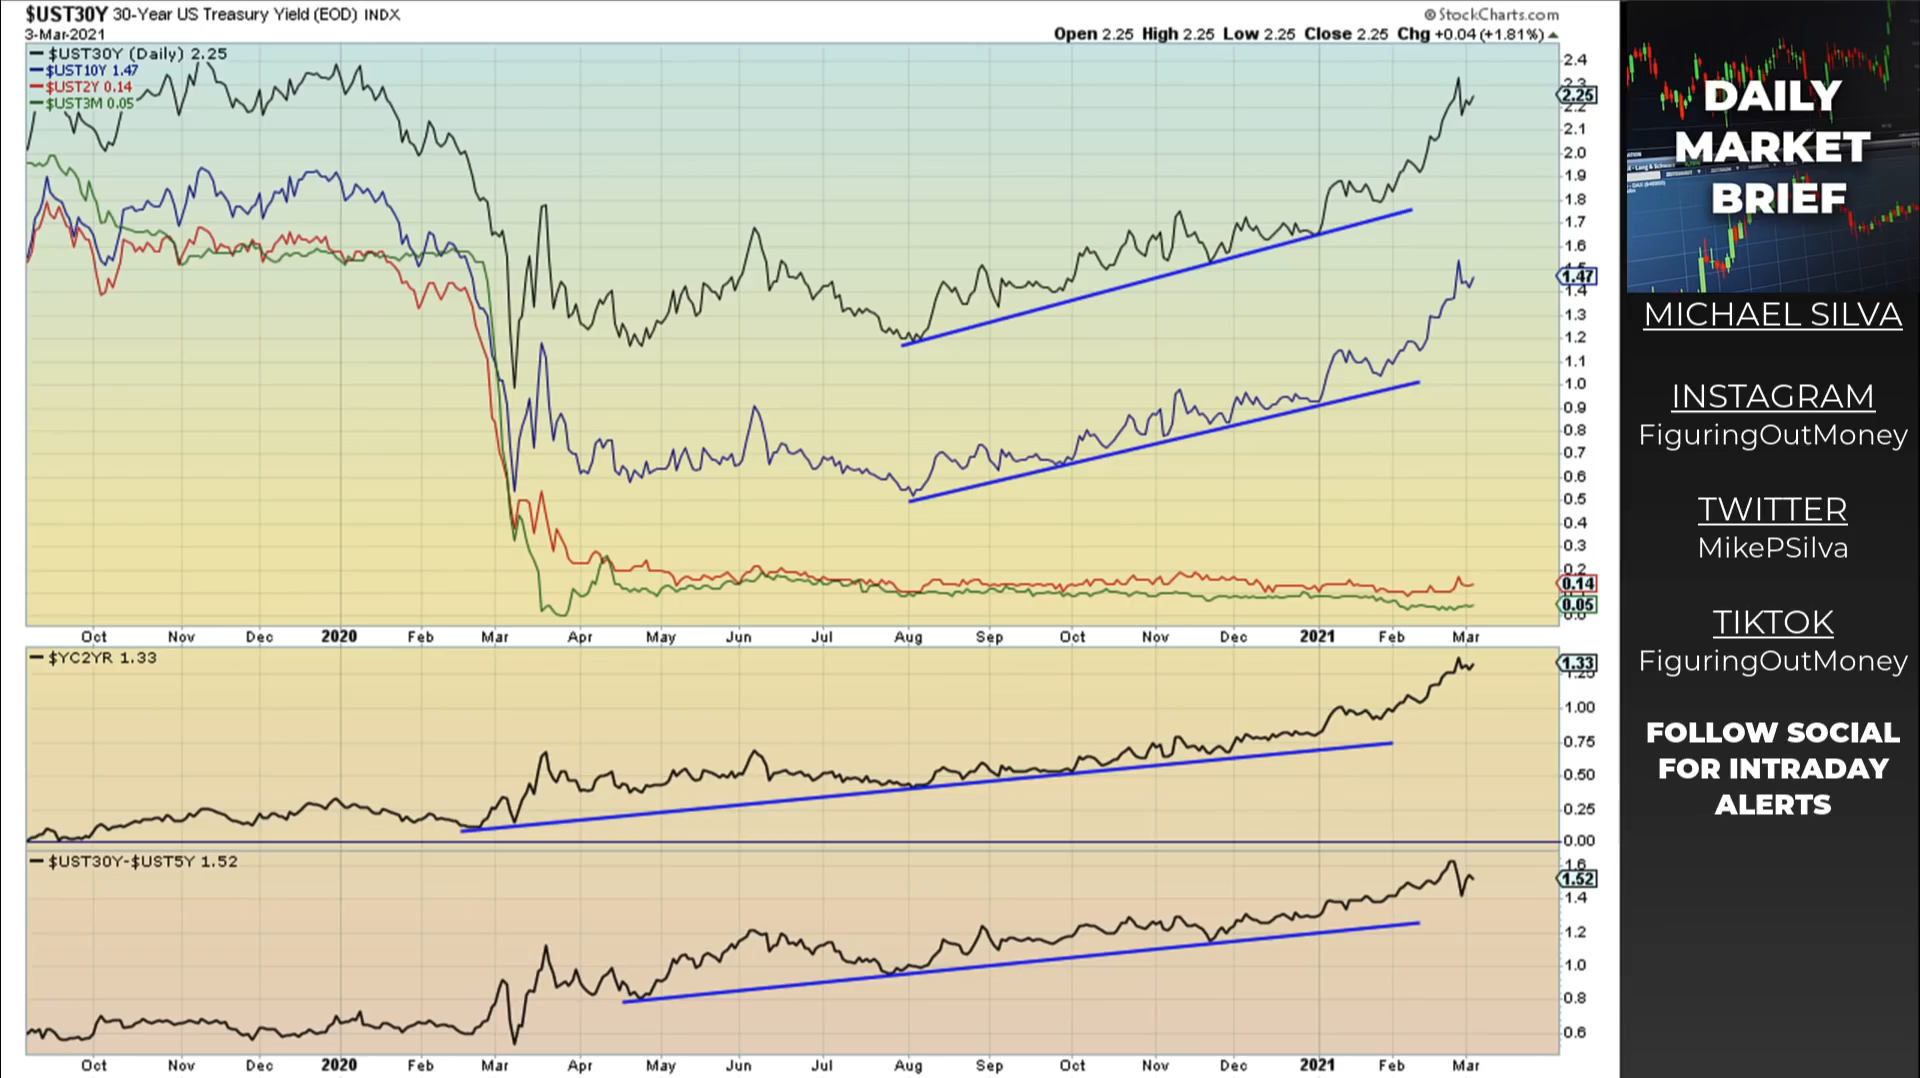 $UST30Y 30-Year US Treasury Yield (EOD) INDX
© StockCharts.com
3-Mar-2021
Open 2.25 High 2.25 Low 2.25 Close 2.25 Chg +0.04 (+1.81%)
$UST30Y (Daily) 2.25
$UST10Y 1.47
$UST2Y 0.14
$UST3M 0.05
2.4
2.3
2.25
2.2
2.1
2.0
1.9
1.8
1.7
1.6
1.47
1.4
1.3
1.2
1.1
1.0
0.9
0.8
0.7
0.6
0.5
0.4
0.3
0.2
0.14
0.05
0.0
Oct Nov Dec 2020 Feb Mar Apr May Jun Jul Aug Sep Oct Nov Dec 2021 Feb Mar
$YC2YR 1.33
1.33
1.25
1.00
0.75
0.50
0.25
0.00
$UST30Y-$UST5Y 1.52
1.6
1.52
1.4
1.2
1.0
0.8
0.6
Oct Nov Dec 2020 Feb Mar Apr May Jun Jul Aug Sep Oct Nov Dec 2021 Feb Mar
DAILY
MARKET
BRIEF
MICHAEL SILVA
INSTAGRAM
FiguringOutMoney
TWITTER
MikePSilva
TIKTOK
FiguringOutMoney
FOLLOW SOCIAL
FOR INTRADAY
ALERTS